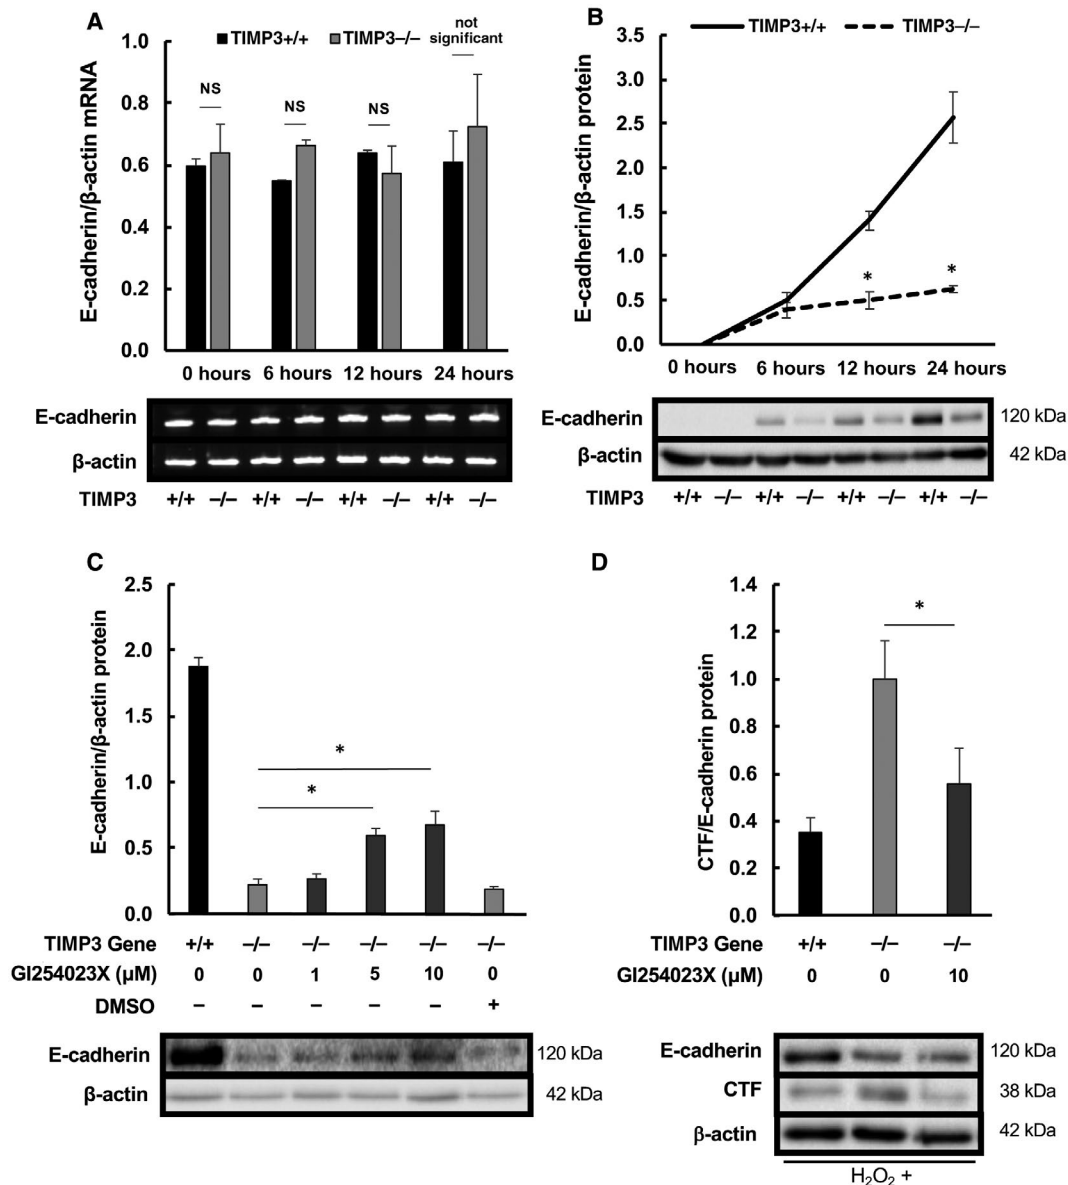 A
TIMP3+/+ TIMP3–/–
not
significant
E-cadherin/β-actin mRNA
1.0
0.8
0.6
0.4
0.2
0.0
NS
NS
NS
0 hours 6 hours 12 hours 24 hours
E-cadherin
β-actin
TIMP3 +/+ –/– +/+ –/– +/+ –/– +/+ –/–
B
TIMP3+/+ TIMP3–/–
E-cadherin/β-actin protein
3.5
3.0
2.5
2.0
1.5
1.0
0.5
0.0
* *
0 hours 6 hours 12 hours 24 hours
E-cadherin 120 kDa
β-actin 42 kDa
TIMP3 +/+ –/– +/+ –/– +/+ –/– +/+ –/–
C
E-cadherin/β-actin protein
2.5
2.0
1.5
1.0
0.5
0.0
*
*
TIMP3 Gene +/+ –/– –/– –/– –/– –/–
GI254023X (µM) 0 0 1 5 10 0
DMSO – – – – – +
E-cadherin 120 kDa
β-actin 42 kDa
D
CTF/E-cadherin protein
1.4
1.2
1.0
0.8
0.6
0.4
0.2
0.0
*
TIMP3 Gene +/+ –/– –/–
GI254023X (µM) 0 0 10
E-cadherin 120 kDa
CTF 38 kDa
β-actin 42 kDa
H₂O₂ +